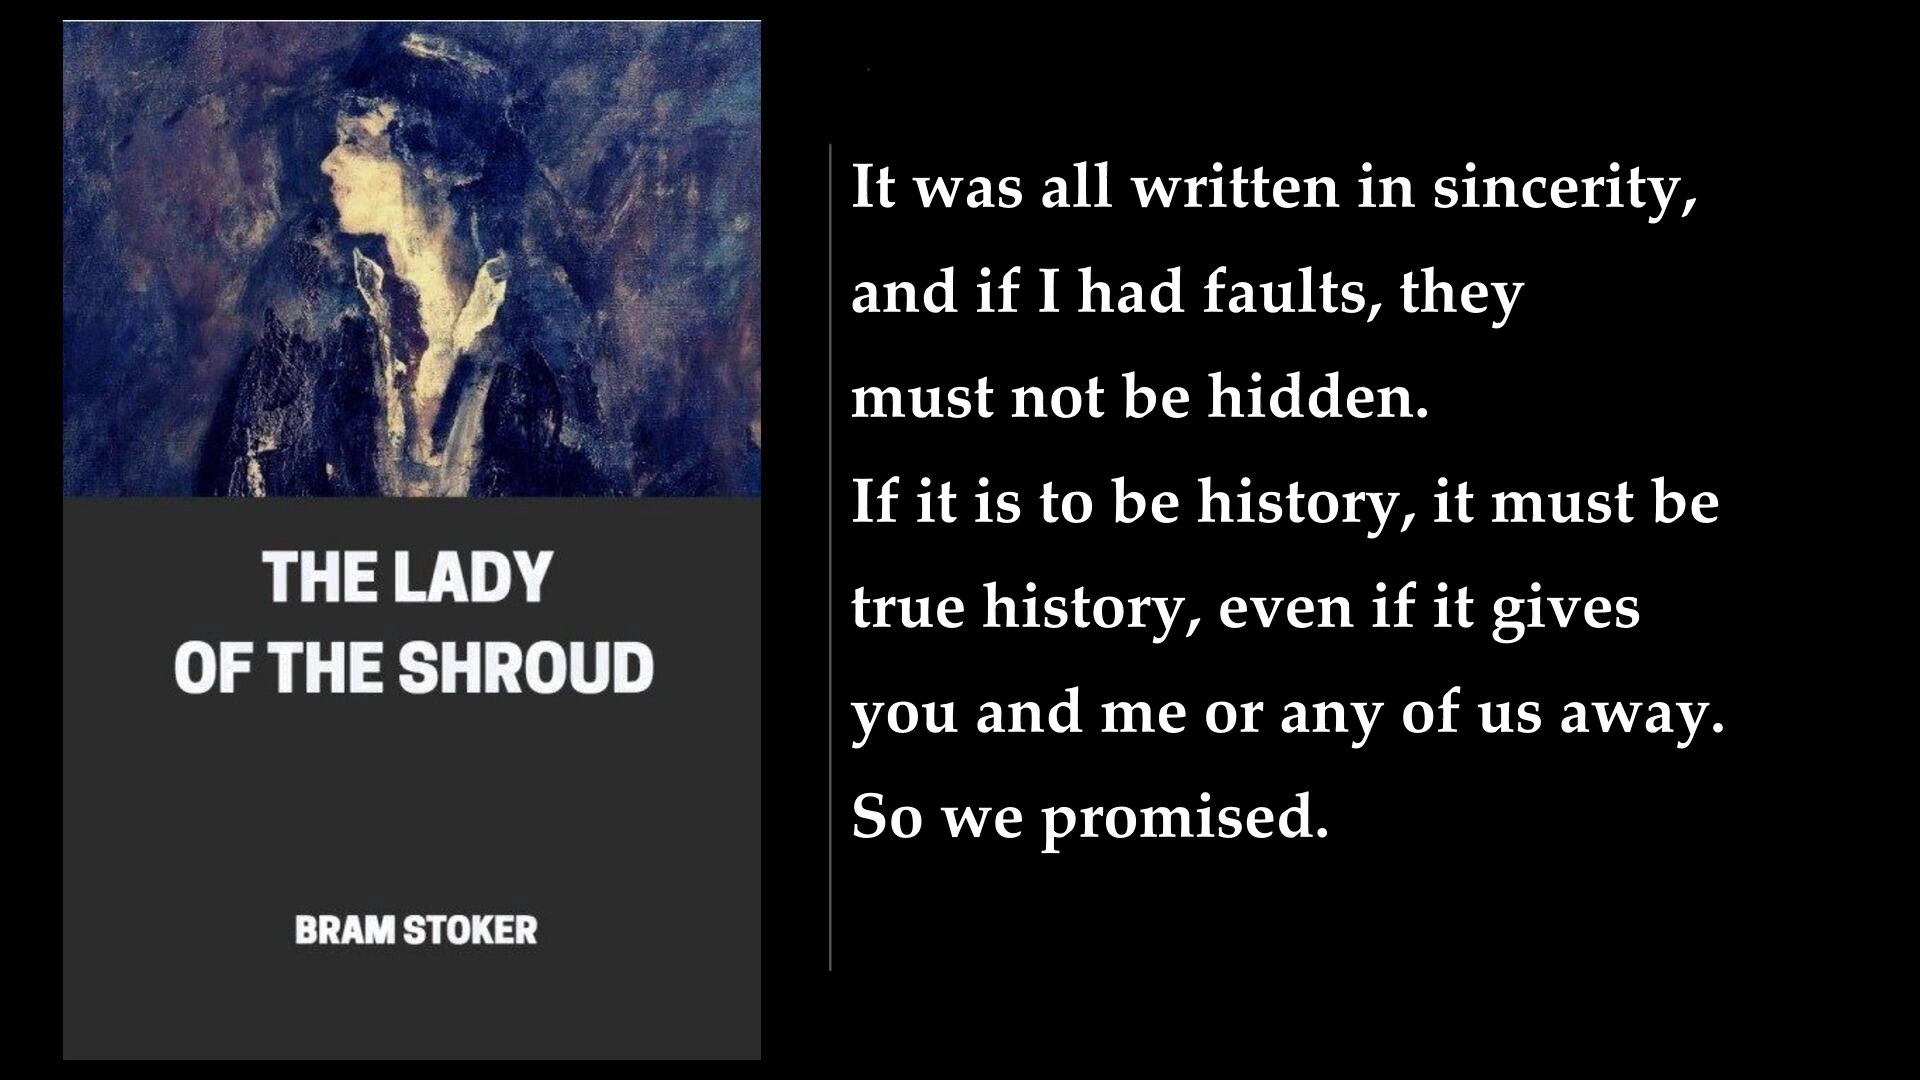 THE LADY
OF THE SHROUD
BRAM STOKER
It was all written in sincerity,
and if I had faults, they
must not be hidden.
If it is to be history, it must be
true history, even if it gives
you and me or any of us away.
So we promised.